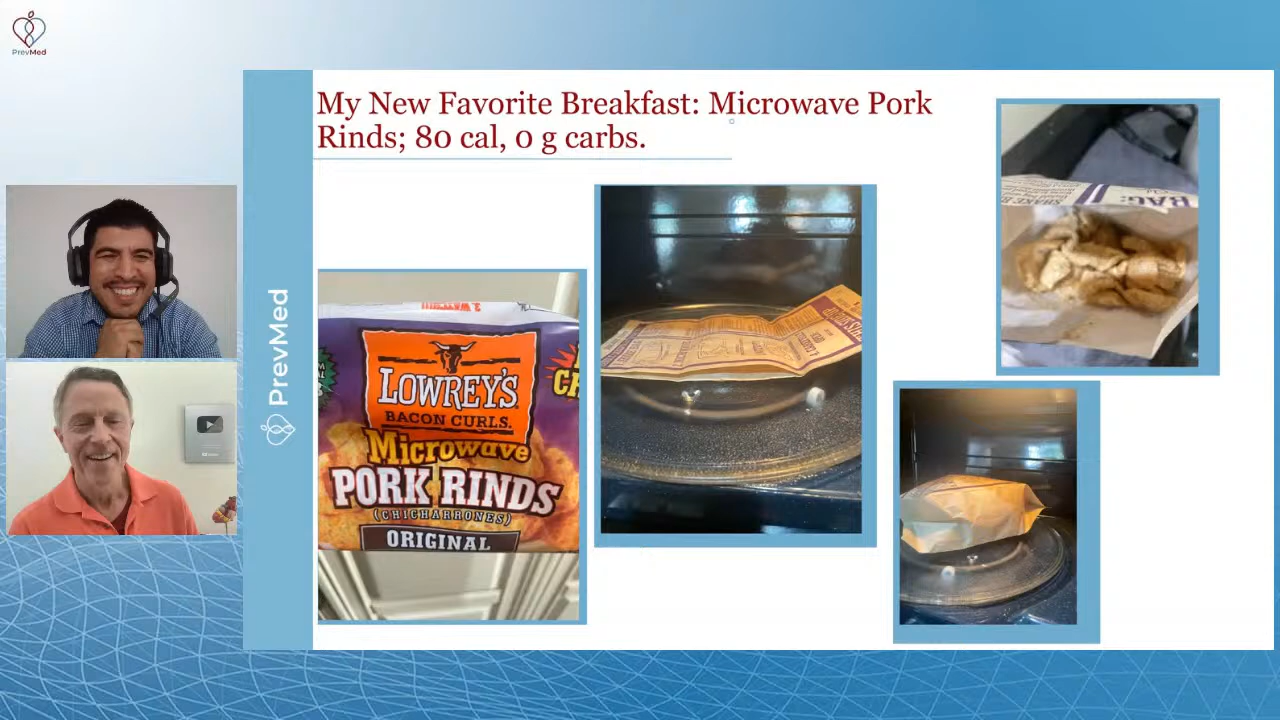 PrevMed
My New Favorite Breakfast: Microwave Pork
Rinds; 80 cal, 0 g carbs.
PrevMed
LOWREY'S
BACON CURLS.
Microwave
PORK RINDS
(CHICHARRONES)
ORIGINAL
BAG: